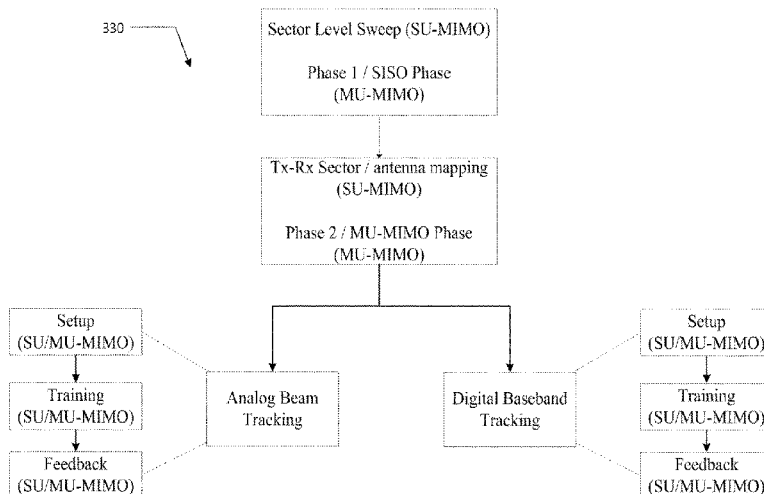 330
Sector Level Sweep (SU-MIMO)
Phase 1 / SISO Phase
(MU-MIMO)
Tx-Rx Sector / antenna mapping
(SU-MIMO)
Phase 2 / MU-MIMO Phase
(MU-MIMO)
Setup
(SU/MU-MIMO)
Training
(SU/MU-MIMO)
Feedback
(SU/MU-MIMO)
Analog Beam
Tracking
Digital Baseband
Tracking
Setup
(SU/MU-MIMO)
Training
(SU/MU-MIMO)
Feedback
(SU/MU-MIMO)